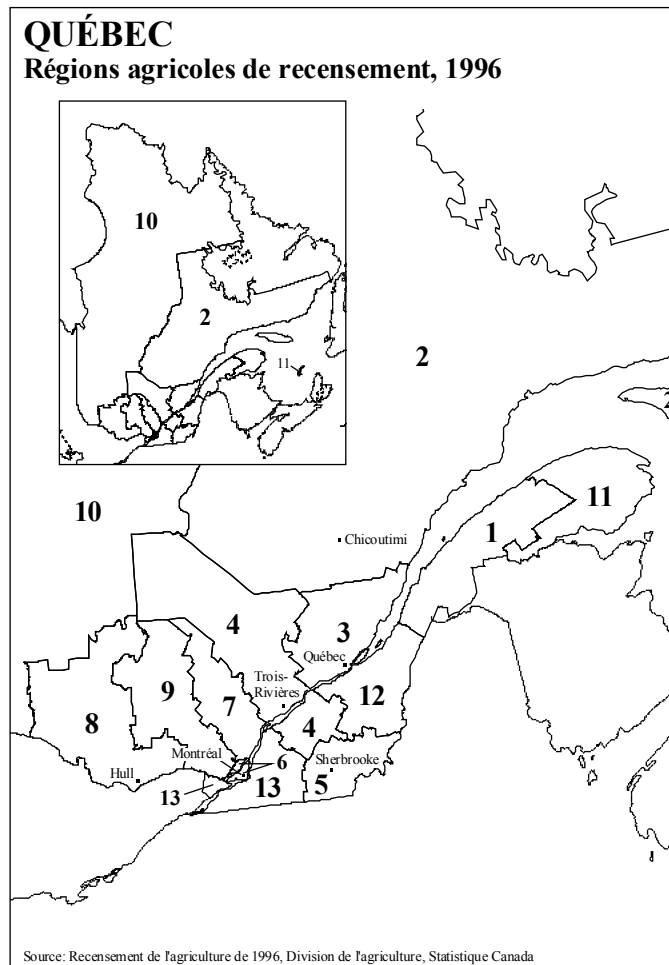 QUÉBEC
Régions agricoles de recensement, 1996
10
2
11
2
2
10
11
1
Chicoutimi
4
3
Québec
Trois-
Rivières
12
9
7
8
4
Montréal
6
Sherbrooke
Hull
13
13
5
Source: Recensement de l'agriculture de 1996, Division de l'agriculture, Statistique Canada